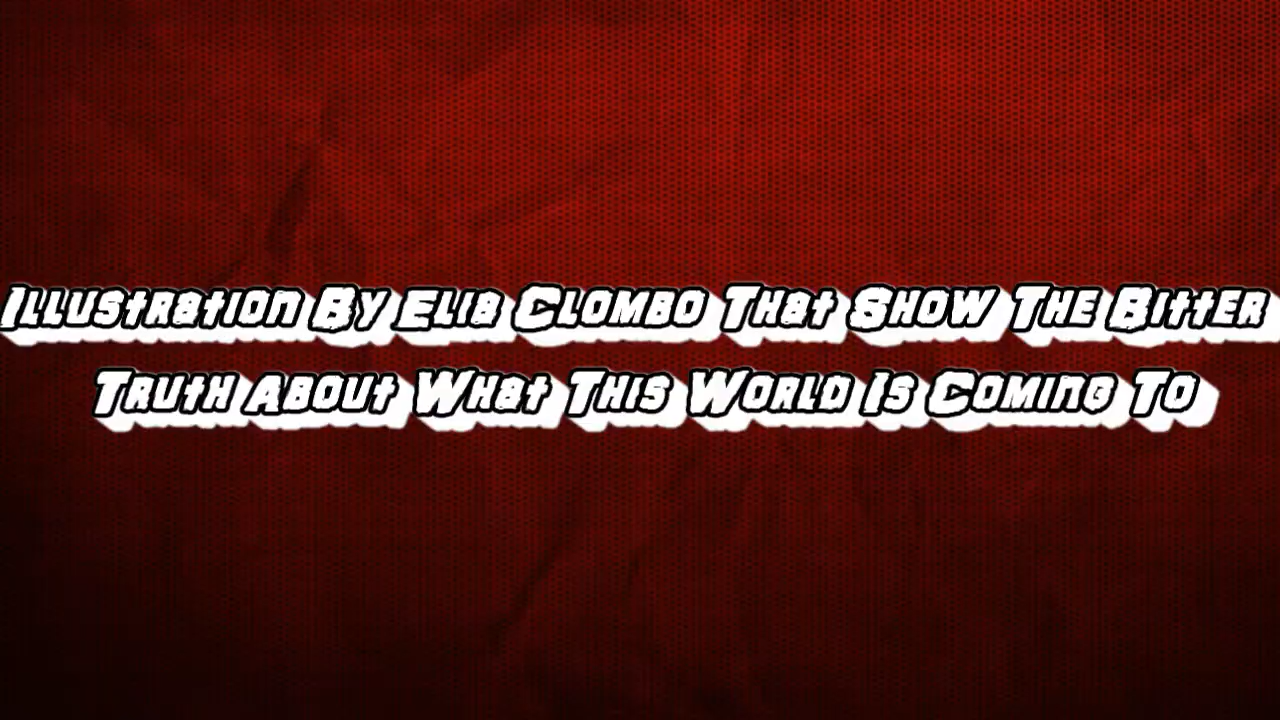 Illustration By Elia Clombo That Show The Bitter
Truth About What This World Is Coming To